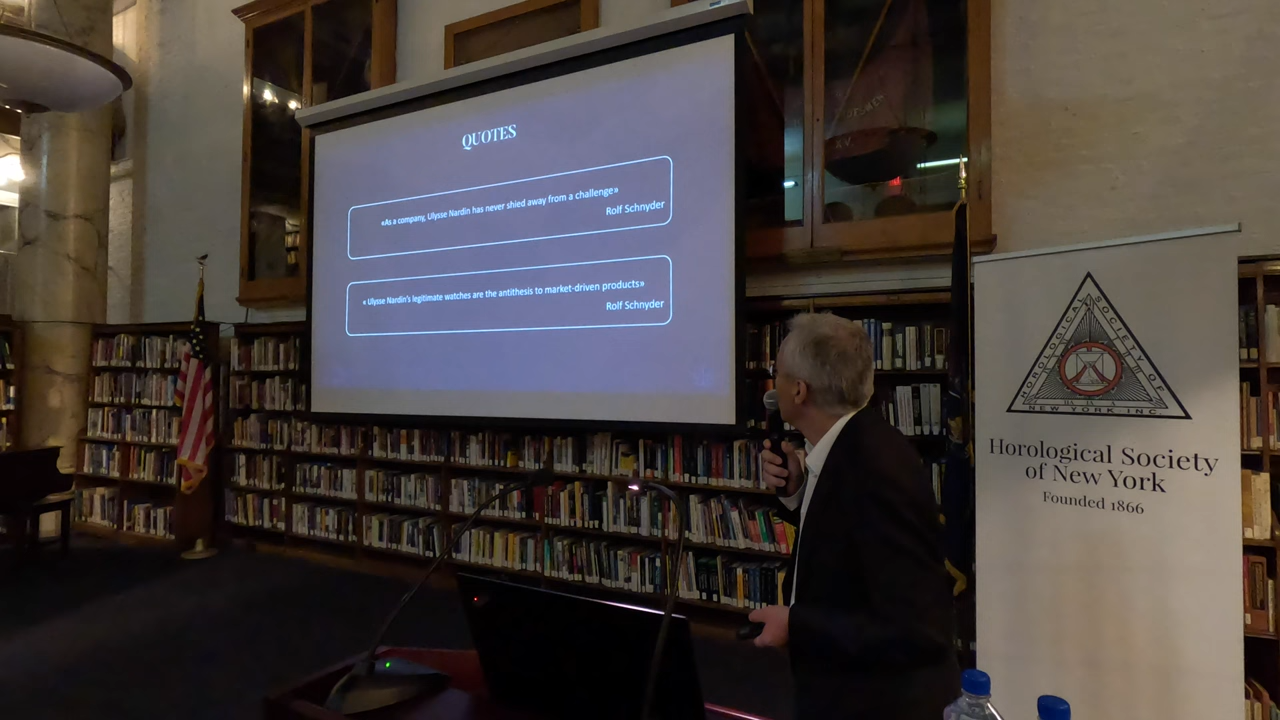 QUOTES
«As a company, Ulysse Nardin has never shied away from a challenge»
Rolf Schnyder
« Ulysse Nardin's legitimate watches are the antithesis to market-driven products»
Rolf Schnyder
HOROLOGICAL SOCIETY OF
NEW YORK INC.
Horological Society
of New York
Founded 1866